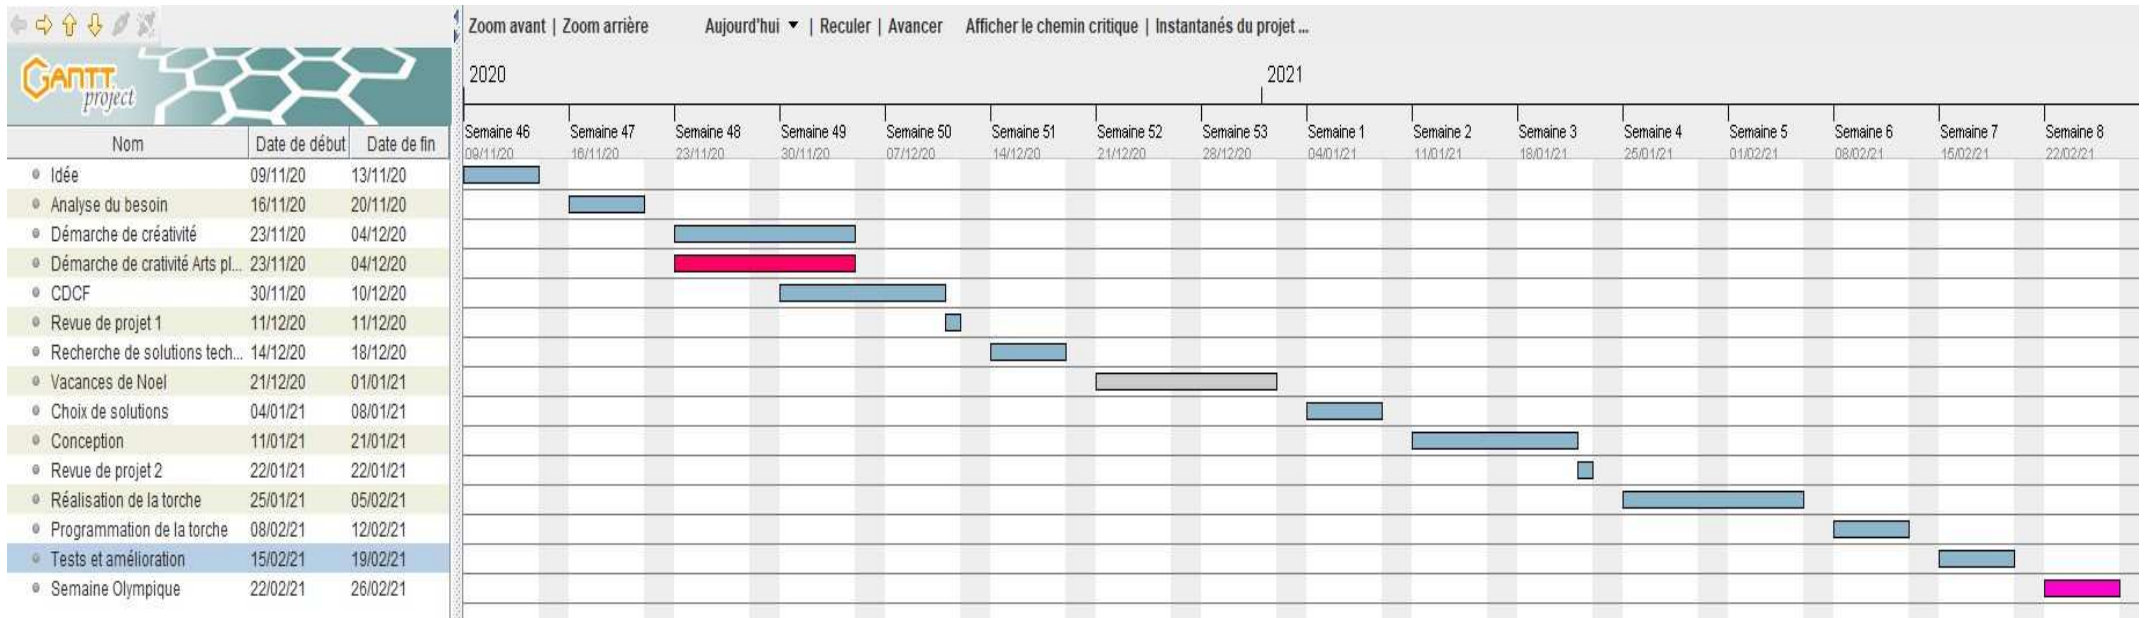 Zoom avant | Zoom arrière Aujourd'hui ▼ | Reculer | Avancer Afficher le chemin critique | Instantanés du projet ...
GANTT
project
2020 2021
Nom Date de début Date de fin
Semaine 46 Semaine 47 Semaine 48 Semaine 49 Semaine 50 Semaine 51 Semaine 52 Semaine 53 Semaine 1 Semaine 2 Semaine 3 Semaine 4 Semaine 5 Semaine 6 Semaine 7 Semaine 8
09/11/20 16/11/20 23/11/20 30/11/20 07/12/20 14/12/20 21/12/20 28/12/20 04/01/21 11/01/21 18/01/21 25/01/21 01/02/21 08/02/21 15/02/21 22/02/21
Idée 09/11/20 13/11/20
Analyse du besoin 16/11/20 20/11/20
Démarche de créativité 23/11/20 04/12/20
Démarche de crativité Arts pl... 23/11/20 04/12/20
CDCF 30/11/20 10/12/20
Revue de projet 1 11/12/20 11/12/20
Recherche de solutions tech... 14/12/20 18/12/20
Vacances de Noel 21/12/20 01/01/21
Choix de solutions 04/01/21 08/01/21
Conception 11/01/21 21/01/21
Revue de projet 2 22/01/21 22/01/21
Réalisation de la torche 25/01/21 05/02/21
Programmation de la torche 08/02/21 12/02/21
Tests et amélioration 15/02/21 19/02/21
Semaine Olympique 22/02/21 26/02/21